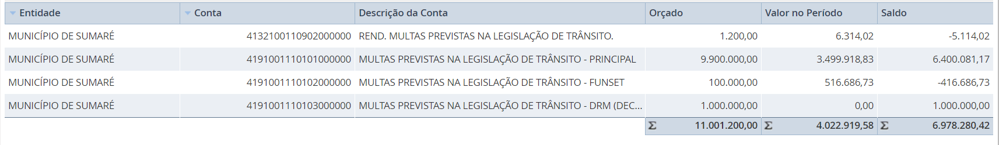 Entidade Conta Descrição da Conta Orçado Valor no Período Saldo
MUNICÍPIO DE SUMARÉ 4132100110902000000 REND. MULTAS PREVISTAS NA LEGISLAÇÃO DE TRÂNSITO. 1.200,00 6.314,02 -5.114,02
MUNICÍPIO DE SUMARÉ 4191001110101000000 MULTAS PREVISTAS NA LEGISLAÇÃO DE TRÂNSITO - PRINCIPAL 9.900.000,00 3.499.918,83 6.400.081,17
MUNICÍPIO DE SUMARÉ 4191001110102000000 MULTAS PREVISTAS NA LEGISLAÇÃO DE TRÂNSITO - FUNSET 100.000,00 516.686,73 -416.686,73
MUNICÍPIO DE SUMARÉ 4191001110103000000 MULTAS PREVISTAS NA LEGISLAÇÃO DE TRÂNSITO - DRM (DEC... 1.000.000,00 0,00 1.000.000,00
Σ 11.001.200,00 Σ 4.022.919,58 Σ 6.978.280,42